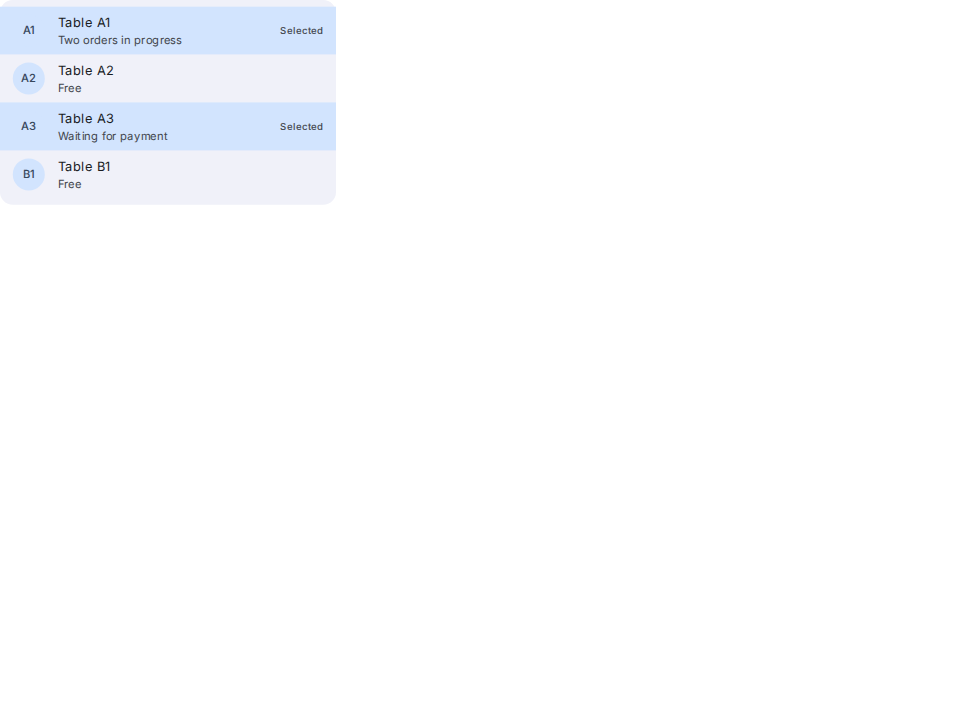 A1
Table A1
Two orders in progress
Selected
A2
Table A2
Free
A3
Table A3
Waiting for payment
Selected
B1
Table B1
Free